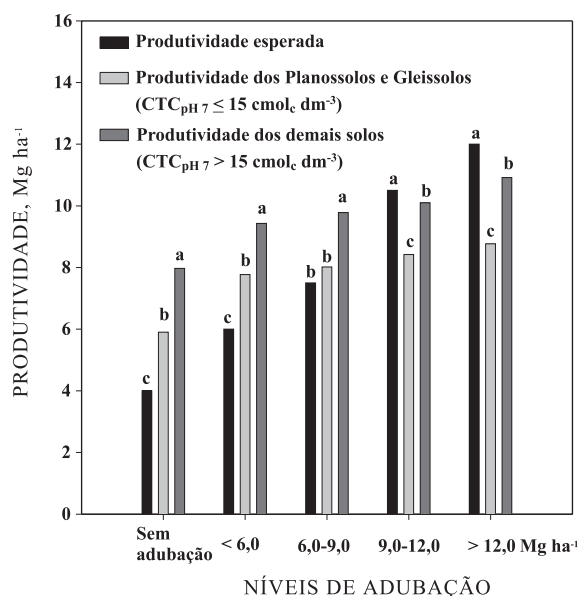 16
14
12
10
8
6
4
2
0
PRODUTIVIDADE, Mg ha⁻¹
Produtividade esperada
Produtividade dos Planossolos e Gleissolos
(CTCpH 7 ≤ 15 cmolc dm⁻³)
Produtividade dos demais solos
(CTCpH 7 > 15 cmolc dm⁻³)
c b a
c b a
b b a
a c b
a c b
Sem adubação
< 6,0
6,0-9,0
9,0-12,0
> 12,0 Mg ha⁻¹
NÍVEIS DE ADUBAÇÃO